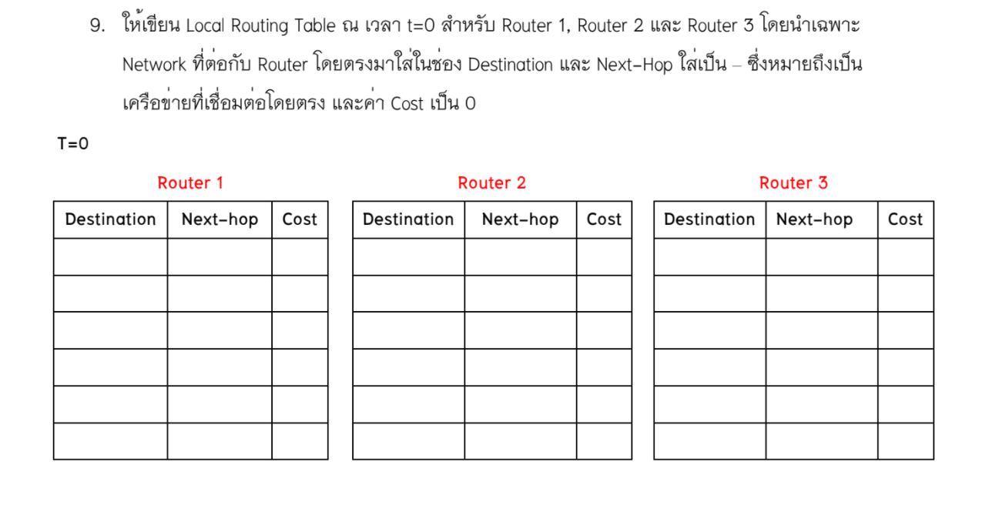 9. ให้เขียน Local Routing Table ณ เวลา t=0 สำหรับ Router 1, Router 2 และ Router 3 โดยนำเฉพาะ
Network ที่ต่อกับ Router โดยตรงมาใส่ในช่อง Destination และ Next-Hop ใส่เป็น – ซึ่งหมายถึงเป็น
เครือข่ายที่เชื่อมต่อโดยตรง และค่า Cost เป็น 0
T=0
Router 1 Router 2 Router 3
Destination Next-hop Cost Destination Next-hop Cost Destination Next-hop Cost